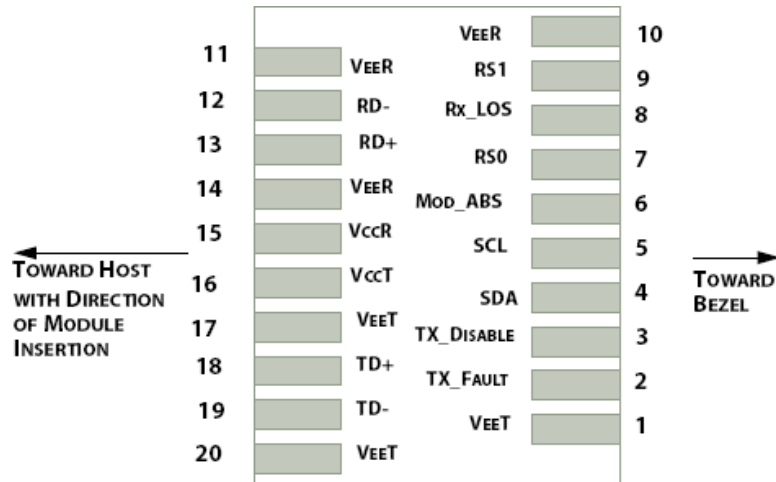 VEER 10
11 VEER
RS1 9
12 RD-
RX_LOS 8
13 RD+
RS0 7
14 VEER
MOD_ABS 6
15 VCCR
SCL 5
TOWARD HOST
WITH DIRECTION
OF MODULE
INSERTION
TOWARD
BEZEL
16 VCCT
SDA 4
17 VEET
TX_DISABLE 3
18 TD+
TX_FAULT 2
19 TD-
VEET 1
20 VEET